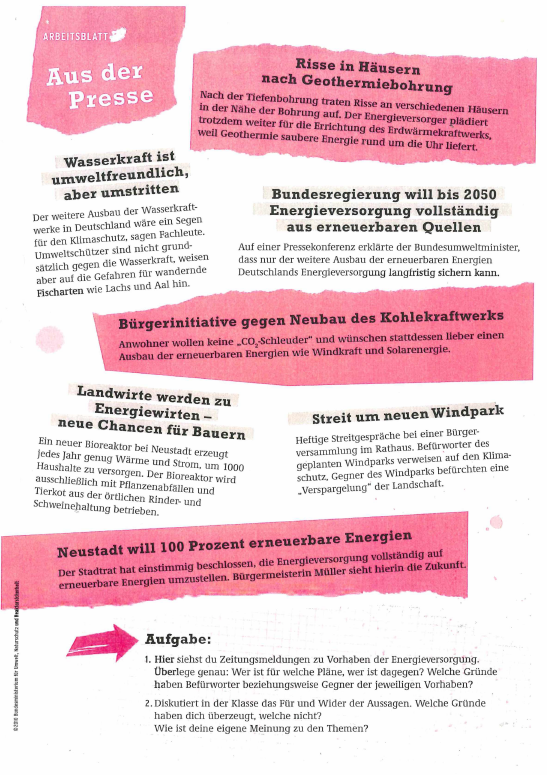 ARBEITSBLATT
Aus der
Presse
Risse in Häusern
nach Geothermiebohrung
Nach der Tiefenbohrung traten Risse an verschiedenen Häusern
in der Nähe der Bohrung auf. Der Energieversorger plädiert
trotzdem weiter für die Errichtung des Erdwärmekraftwerks,
weil Geothermie saubere Energie rund um die Uhr liefert.
Wasserkraft ist
umweltfreundlich,
aber umstritten
Der weitere Ausbau der Wasserkraft-
werke in Deutschland wäre ein Segen
für den Klimaschutz, sagen Fachleute.
Umweltschützer sind nicht grund-
sätzlich gegen die Wasserkraft, weisen
aber auf die Gefahren für wandernde
Fischarten wie Lachs und Aal hin.
Bundesregierung will bis 2050
Energieversorgung vollständig
aus erneuerbaren Quellen
Auf einer Pressekonferenz erklärte der Bundesumweltminister,
dass nur der weitere Ausbau der erneuerbaren Energien
Deutschlands Energieversorgung langfristig sichern kann.
Bürgerinitiative gegen Neubau des Kohlekraftwerks
Anwohner wollen keine „CO₂-Schleuder" und wünschen stattdessen lieber einen
Ausbau der erneuerbaren Energien wie Windkraft und Solarenergie.
Landwirte werden zu
Energiewirten –
neue Chancen für Bauern
Ein neuer Bioreaktor bei Neustadt erzeugt
jedes Jahr genug Wärme und Strom, um 1000
Haushalte zu versorgen. Der Bioreaktor wird
ausschließlich mit Pflanzenabfällen und
Tierkot aus der örtlichen Rinder- und
Schweinehaltung betrieben.
Streit um neuen Windpark
Heftige Streitgespräche bei einer Bürger-
versammlung im Rathaus. Befürworter des
geplanten Windparks verweisen auf den Klima-
schutz, Gegner des Windparks befürchten eine
„Verspargelung" der Landschaft.
Neustadt will 100 Prozent erneuerbare Energien
Der Stadtrat hat einstimmig beschlossen, die Energieversorgung vollständig auf
erneuerbare Energien umzustellen. Bürgermeisterin Müller sieht hierin die Zukunft.
Aufgabe:
1. Hier siehst du Zeitungsmeldungen zu Vorhaben der Energieversorgung.
Überlege genau: Wer ist für welche Pläne, wer ist dagegen? Welche Gründe
haben Befürworter beziehungsweise Gegner der jeweiligen Vorhaben?
2. Diskutiert in der Klasse das Für und Wider der Aussagen. Welche Gründe
haben dich überzeugt, welche nicht?
Wie ist deine eigene Meinung zu den Themen?
Bundesministerium für Umwelt, Naturschutz und Reaktorsicherheit